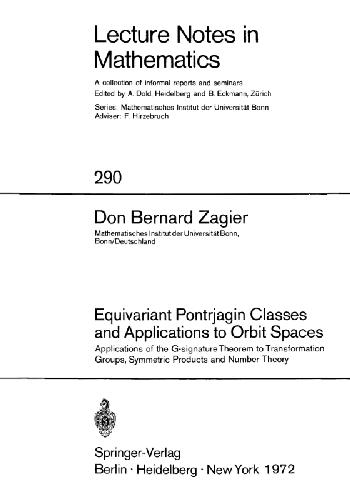 Lecture Notes in
Mathematics
A collection of informal reports and seminars
Edited by A. Dold, Heidelberg and B. Eckmann, Zürich
Series: Mathematisches Institut der Universität Bonn
Adviser: F. Hirzebruch
290
Don Bernard Zagier
Mathematisches Institut der Universität Bonn,
Bonn/Deutschland
Equivariant Pontrjagin Classes
and Applications to Orbit Spaces
Applications of the G-signature Theorem to Transformation
Groups, Symmetric Products and Number Theory
Springer-Verlag
Berlin · Heidelberg · New York 1972